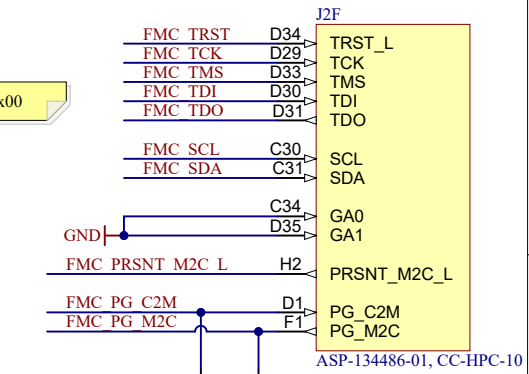 J2F
FMC_TRST D34 TRST_L
FMC_TCK D29 TCK
FMC_TMS D33 TMS
x00
FMC_TDI D30 TDI
FMC_TDO D31 TDO
FMC_SCL C30 SCL
FMC_SDA C31 SDA
C34 GA0
GND D35 GA1
FMC_PRSNT_M2C_L H2 PRSNT_M2C_L
FMC_PG_C2M D1 PG_C2M
FMC_PG_M2C F1 PG_M2C
ASP-134486-01, CC-HPC-10